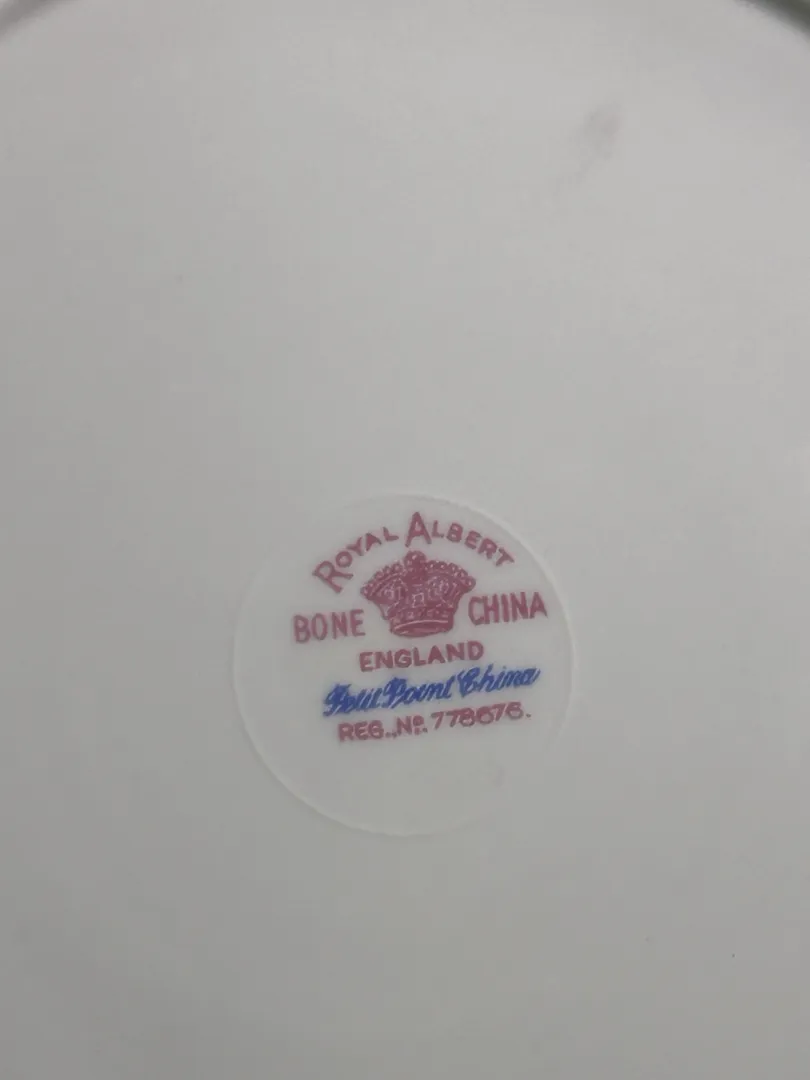 ROYAL ALBERT
BONE CHINA
ENGLAND
Petit Point China
REG., No. 778676.